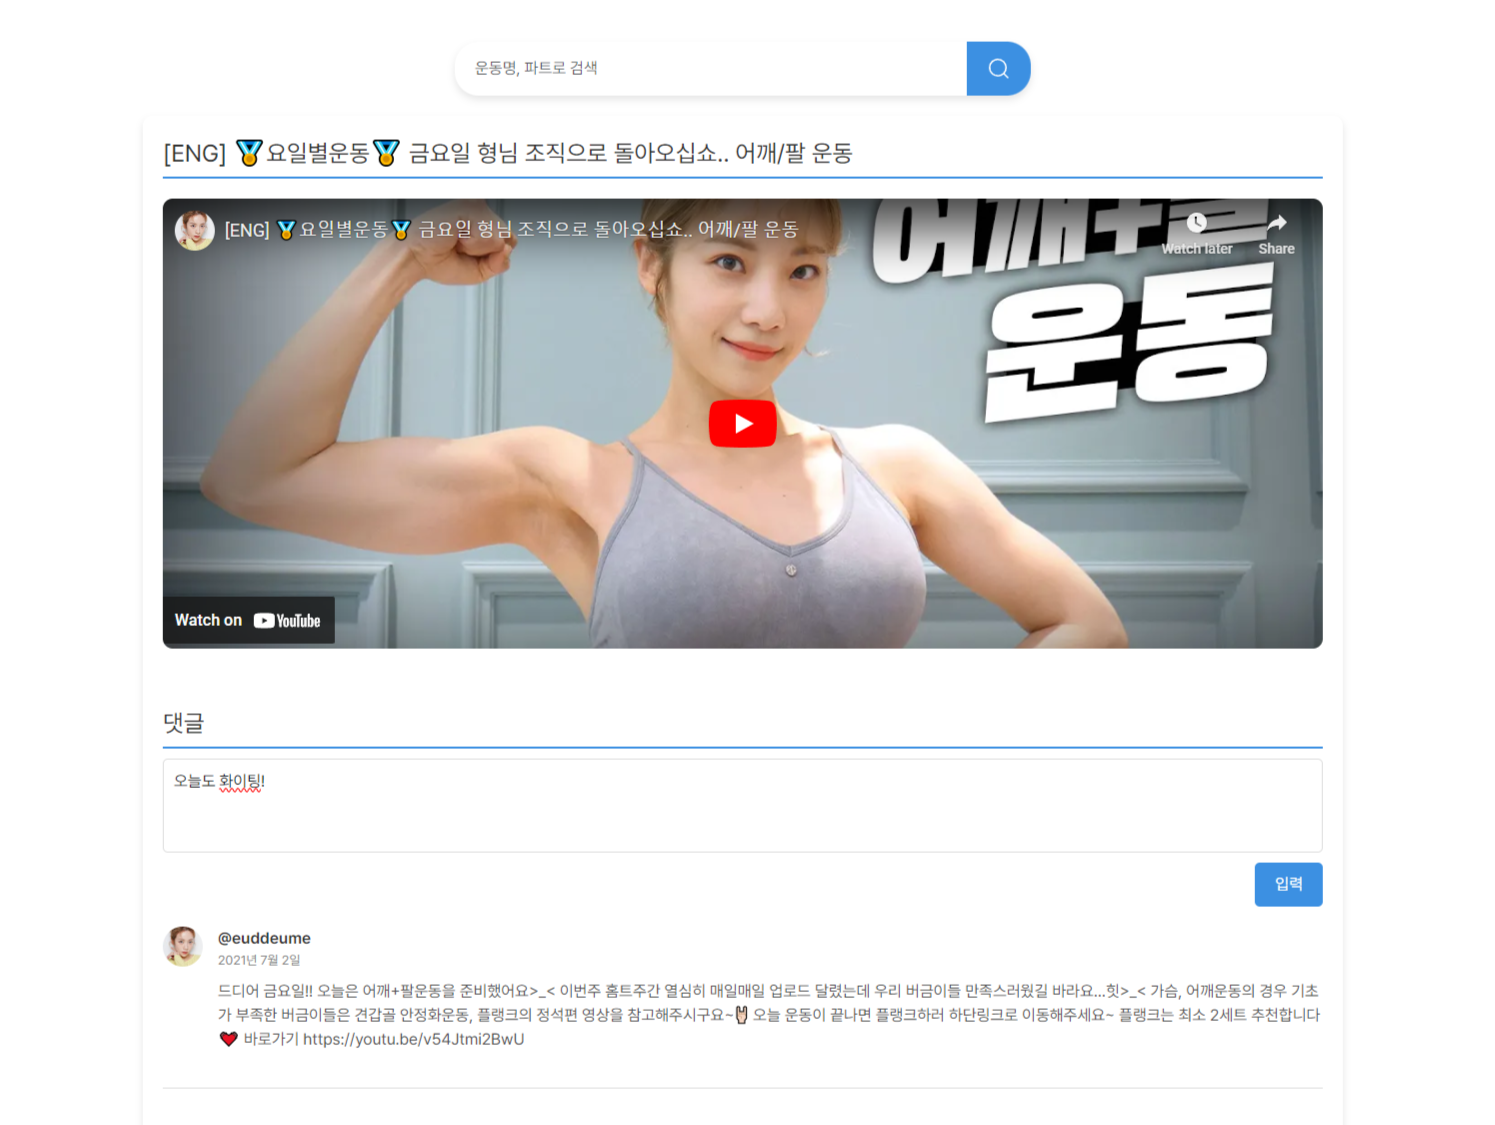 운동명, 파트로 검색
[ENG] 🏅요일별운동🏅 금요일 형님 조직으로 돌아오십쇼.. 어깨/팔 운동
[ENG] 🏅요일별운동🏅 금요일 형님 조직으로 돌아오십쇼.. 어깨/팔 운동
Watch later
Share
어깨+팔
운동
Watch on YouTube
댓글
오늘도 화이팅!
입력
@euddeume
2021년 7월 2일
드디어 금요일!! 오늘은 어깨+팔운동을 준비했어요>_< 이번주 홈트주간 열심히 매일매일 업로드 달렸는데 우리 버금이들 만족스러웠길 바라요...힛>_< 가슴, 어깨운동의 경우 기초
가 부족한 버금이들은 견갑골 안정화운동, 플랭크의 정석편 영상을 참고해주시구요~🤘🏻 오늘 운동이 끝나면 플랭크하러 하단링크로 이동해주세요~ 플랭크는 최소 2세트 추천합니다
❤️ 바로가기 https://youtu.be/v54Jtmi2BwU